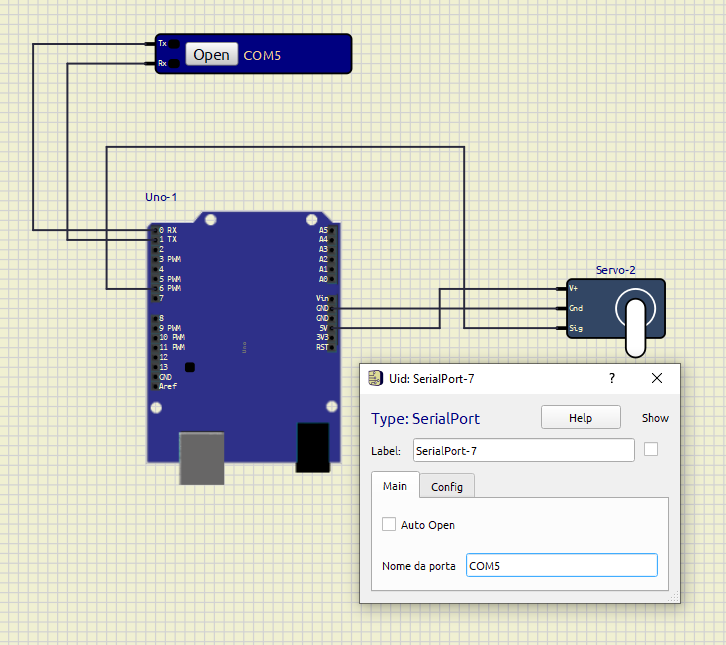 Tx
Rx
Open
COM5
Uno-1
0 RX
1 TX
2
3 PWM
4
5 PWM
6 PWM
7
8
9 PWM
10 PWM
11 PWM
12
13
GND
Aref
A5
A4
A3
A2
A1
A0
Vin
GND
GND
5V
3V3
RST
Uno
Servo-2
V+
Gnd
Sig
Uid: SerialPort-7
?
Type: SerialPort
Help
Show
Label:
SerialPort-7
Main
Config
Auto Open
Nome da porta
COM5